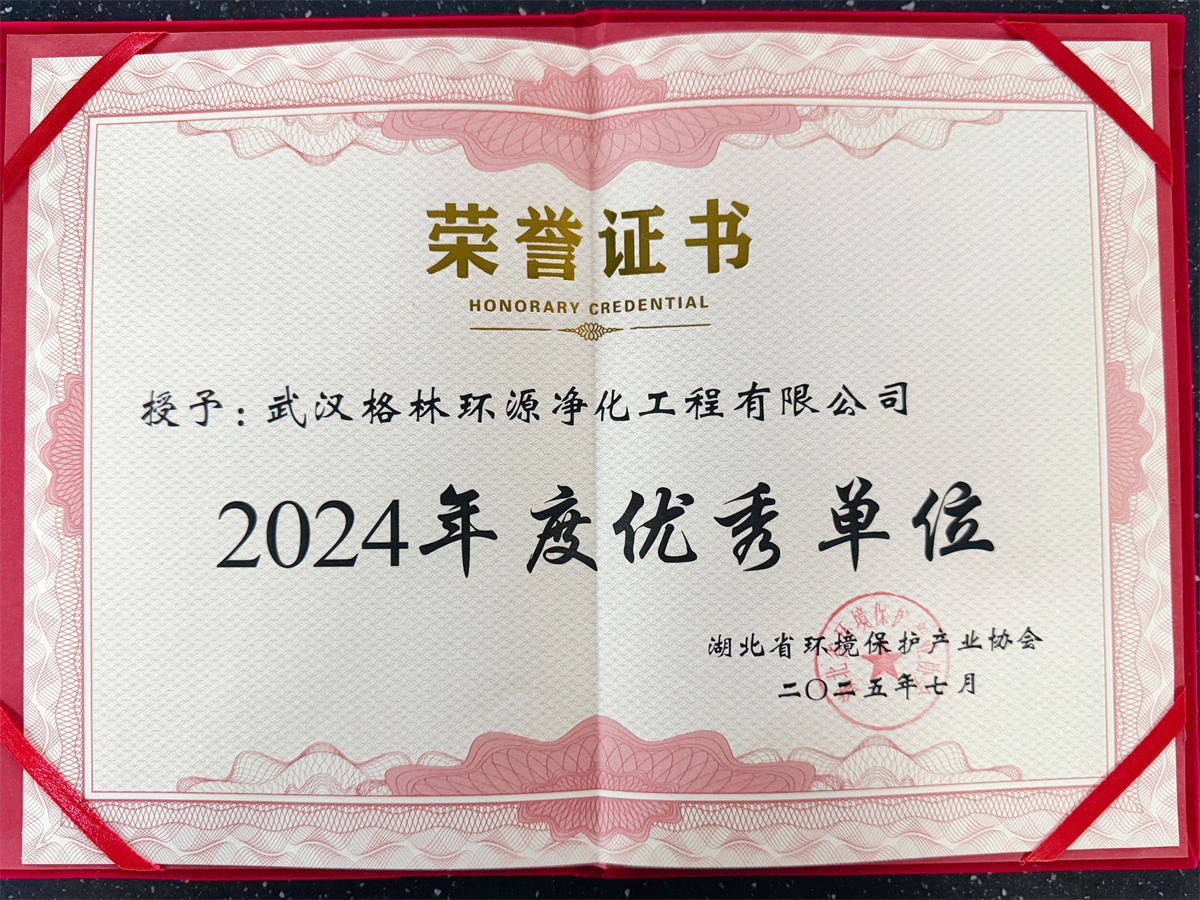 荣誉证书
HONORARY CREDENTIAL
授予：武汉格林环源净化工程有限公司
2024年度优秀单位
湖北省环境保护产业协会
二〇二五年七月